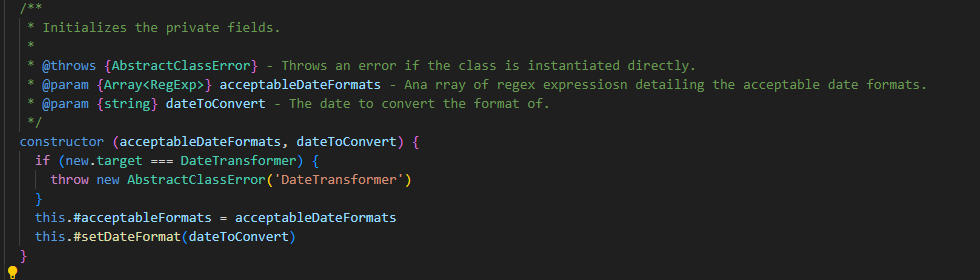 /**
 * Initializes the private fields.
 *
 * @throws {AbstractClassError} - Throws an error if the class is instantiated directly.
 * @param {Array<RegExp>} acceptableDateFormats - Ana rray of regex expressiosn detailing the acceptable date formats.
 * @param {string} dateToConvert - The date to convert the format of.
 */
constructor (acceptableDateFormats, dateToConvert) {
  if (new.target === DateTransformer) {
    throw new AbstractClassError('DateTransformer')
  }
  this.#acceptableFormats = acceptableDateFormats
  this.#setDateFormat(dateToConvert)
}